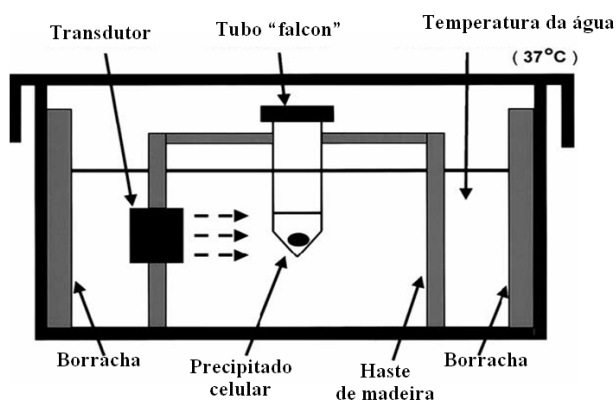 Transdutor
Tubo “falcon”
Temperatura da água
(37°C)
Borracha
Precipitado
celular
Haste
de madeira
Borracha